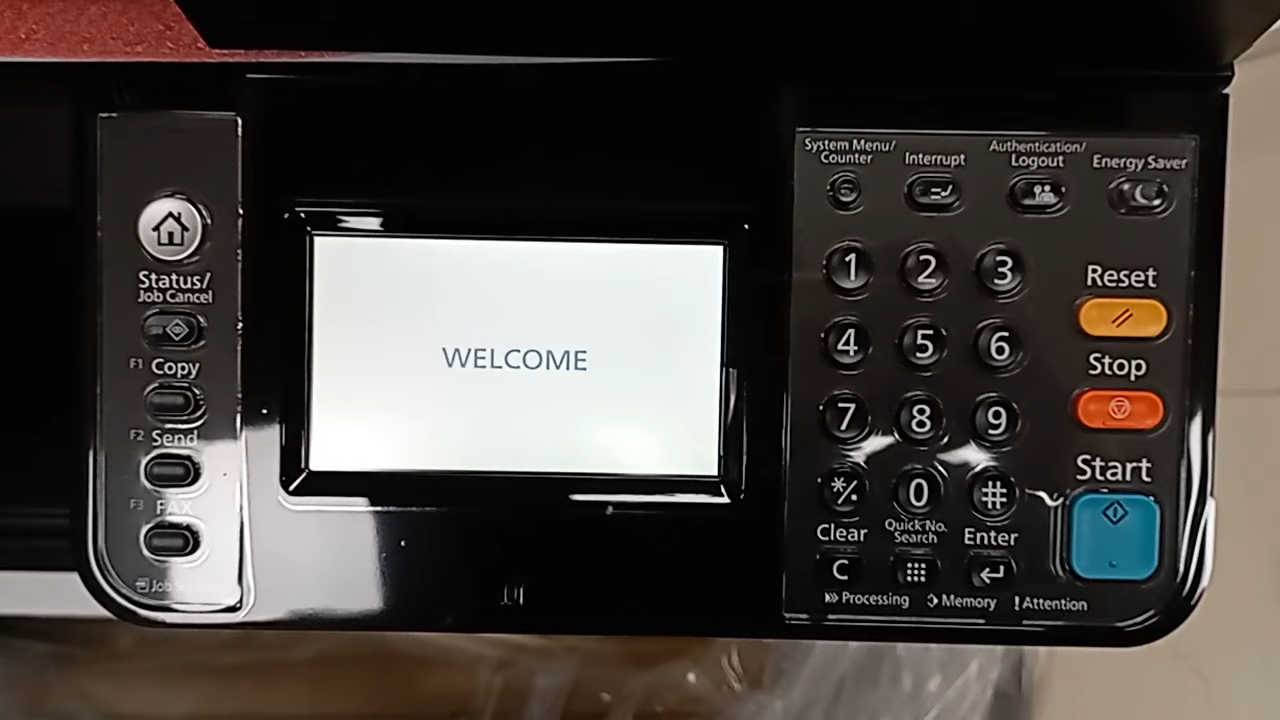 Status/
Job Cancel
F1 Copy
F2 Send
F3 FAX
Job
WELCOME
System Menu/
Counter
Interrupt
Authentication/
Logout
Energy Saver
1 2 3
Reset
4 5 6
Stop
7 8 9
Start
*/. 0 #
Clear
Quick No.
Search
Enter
C
Processing
Memory
Attention